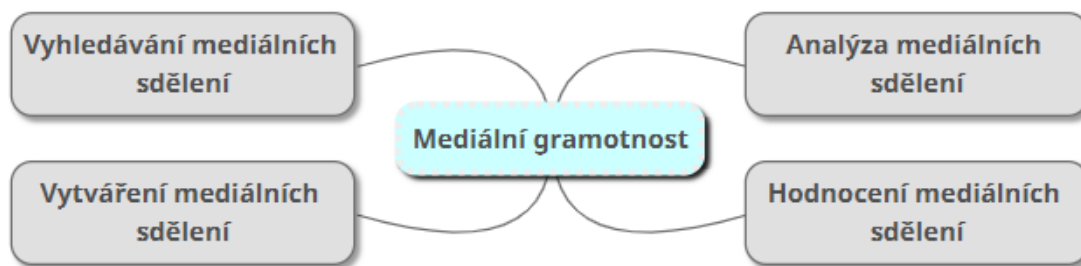 Vyhledávání mediálních
sdělení
Analýza mediálních
sdělení
Mediální gramotnost
Vytváření mediálních
sdělení
Hodnocení mediálních
sdělení